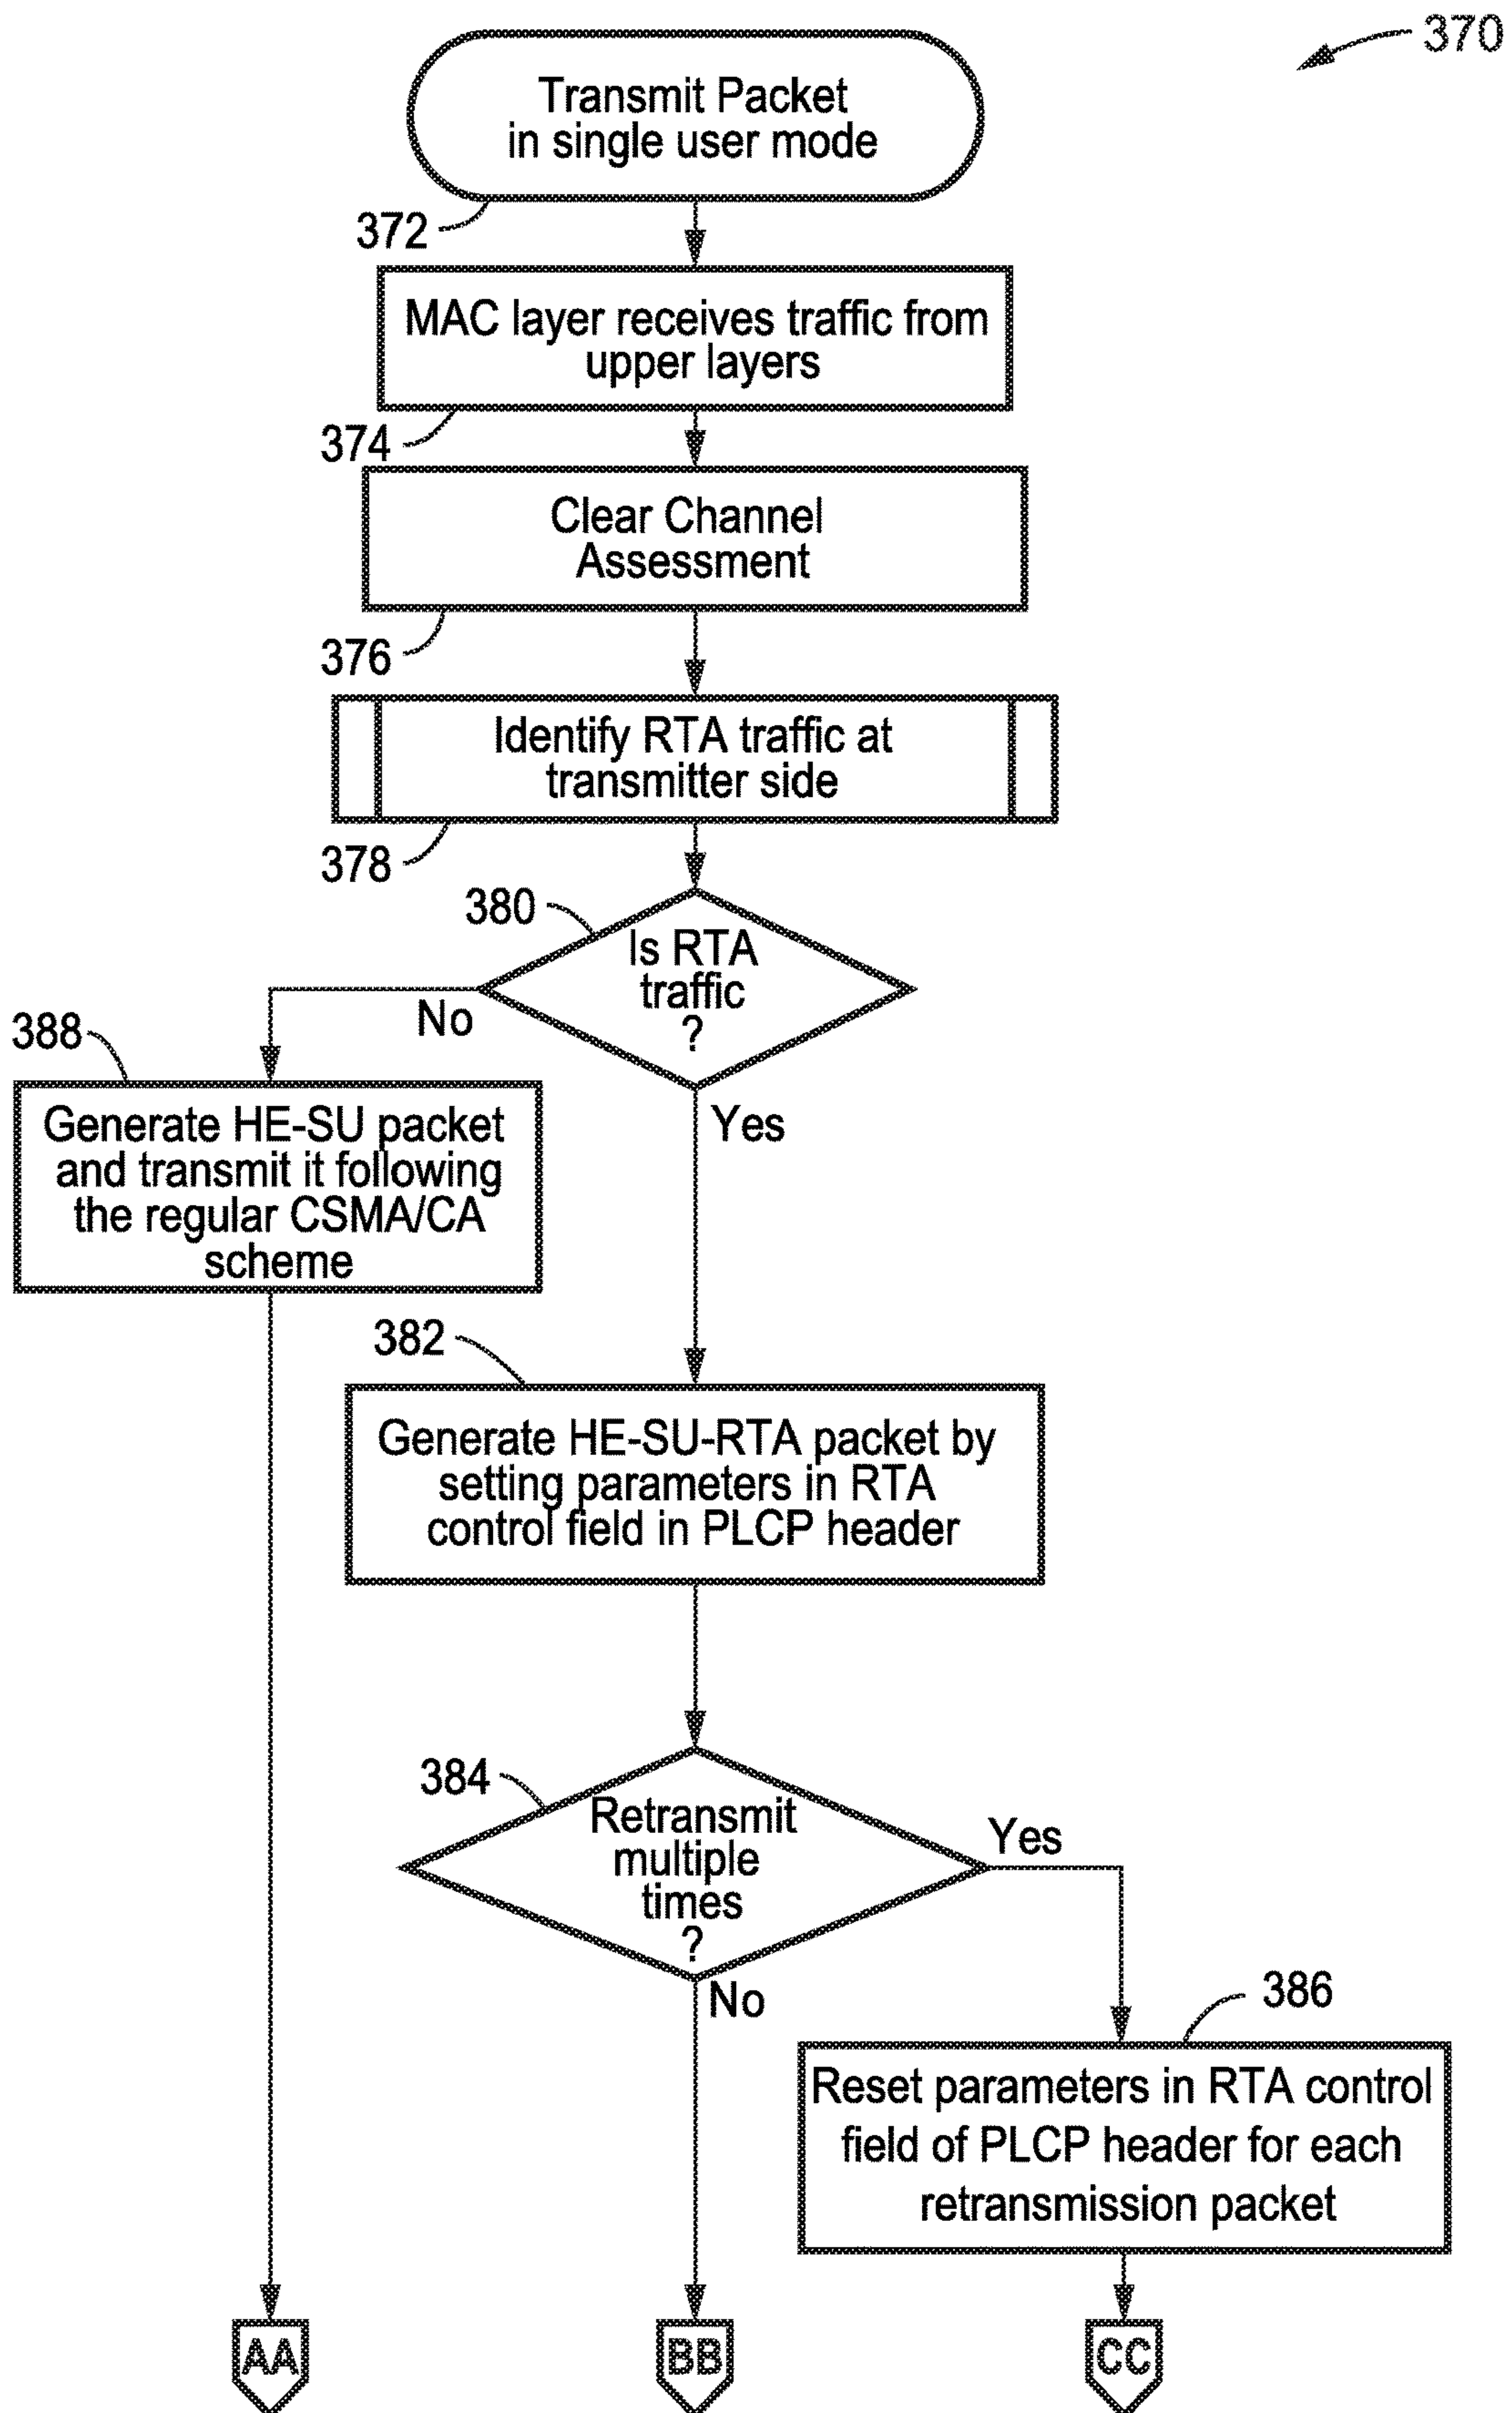 370
Transmit Packet
in single user mode
372
MAC layer receives traffic from
upper layers
374
Clear Channel
Assessment
376
Identify RTA traffic at
transmitter side
378
380
Is RTA
traffic
?
No
Yes
388
Generate HE-SU packet
and transmit it following
the regular CSMA/CA
scheme
382
Generate HE-SU-RTA packet by
setting parameters in RTA
control field in PLCP header
384
Retransmit
multiple
times
?
Yes
No
386
Reset parameters in RTA control
field of PLCP header for each
retransmission packet
AA
BB
CC